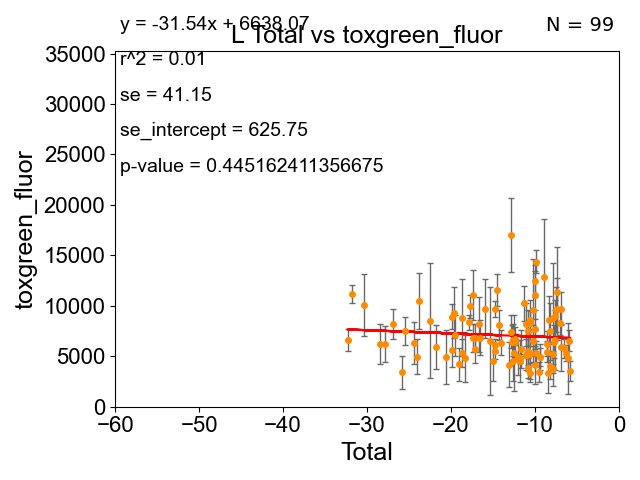 y = -31.54x + 6638.07
N = 99
L Total vs toxgreen_fluor
r^2 = 0.01
se = 41.15
se_intercept = 625.75
p-value = 0.445162411356675
35000
30000
25000
20000
15000
10000
5000
0
toxgreen_fluor
−60 −50 −40 −30 −20 −10 0
Total